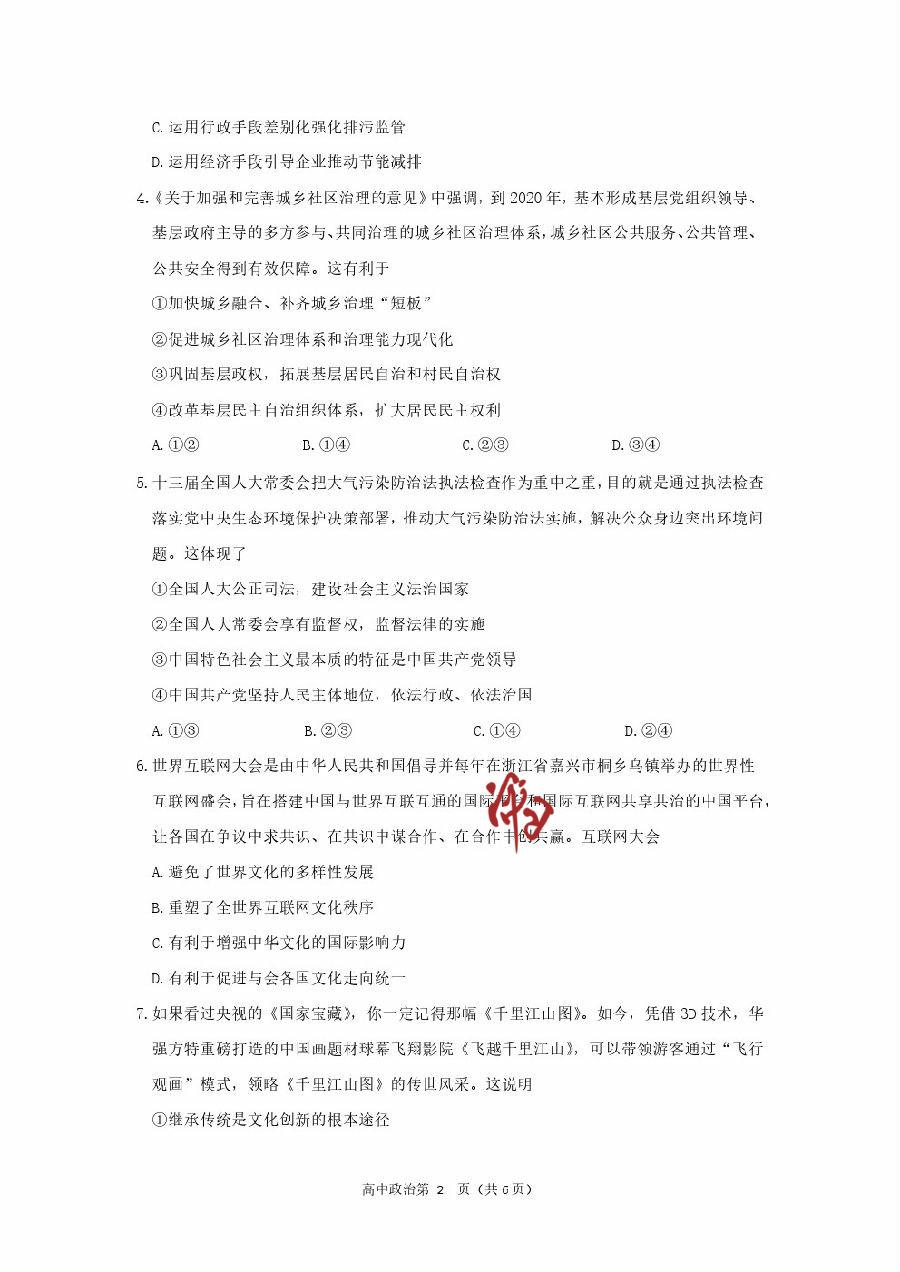 C. 运用行政手段差别化强化排污监管
D. 运用经济手段引导企业推动节能减排
4.《关于加强和完善城乡社区治理的意见》中强调，到 2020 年，基本形成基层党组织领导、
基层政府主导的多方参与、共同治理的城乡社区治理体系，城乡社区公共服务、公共管理、
公共安全得到有效保障。这有利于
①加快城乡融合、补齐城乡治理“短板”
②促进城乡社区治理体系和治理能力现代化
③巩固基层政权，拓展基层居民自治和村民自治权
④改革基层民主自治组织体系，扩大居民民主权利
A. ①② B. ①④ C. ②③ D. ③④
5. 十三届全国人大常委会把大气污染防治法执法检查作为重中之重，目的就是通过执法检查
落实党中央生态环境保护决策部署，推动大气污染防治法实施，解决公众身边突出环境问
题。这体现了
①全国人大公正司法，建设社会主义法治国家
②全国人大常委会享有监督权，监督法律的实施
③中国特色社会主义最本质的特征是中国共产党领导
④中国共产党坚持人民主体地位，依法行政、依法治国
A. ①③ B. ②③ C. ①④ D. ②④
6. 世界互联网大会是由中华人民共和国倡导并每年在浙江省嘉兴市桐乡乌镇举办的世界性
互联网盛会，旨在搭建中国与世界互联互通的国际平台和国际互联网共享共治的中国平台，
让各国在争议中求共识、在共识中谋合作、在合作中创共赢。互联网大会
A. 避免了世界文化的多样性发展
B. 重塑了全世界互联网文化秩序
C. 有利于增强中华文化的国际影响力
D. 有利于促进与会各国文化走向统一
7. 如果看过央视的《国家宝藏》，你一定记得那幅《千里江山图》。如今，凭借 3D 技术，华
强方特重磅打造的中国画题材球幕飞翔影院《飞越千里江山》，可以带领游客通过“飞行
观画”模式，领略《千里江山图》的传世风采。这说明
①继承传统是文化创新的根本途径
高中政治第 2 页（共 6 页）